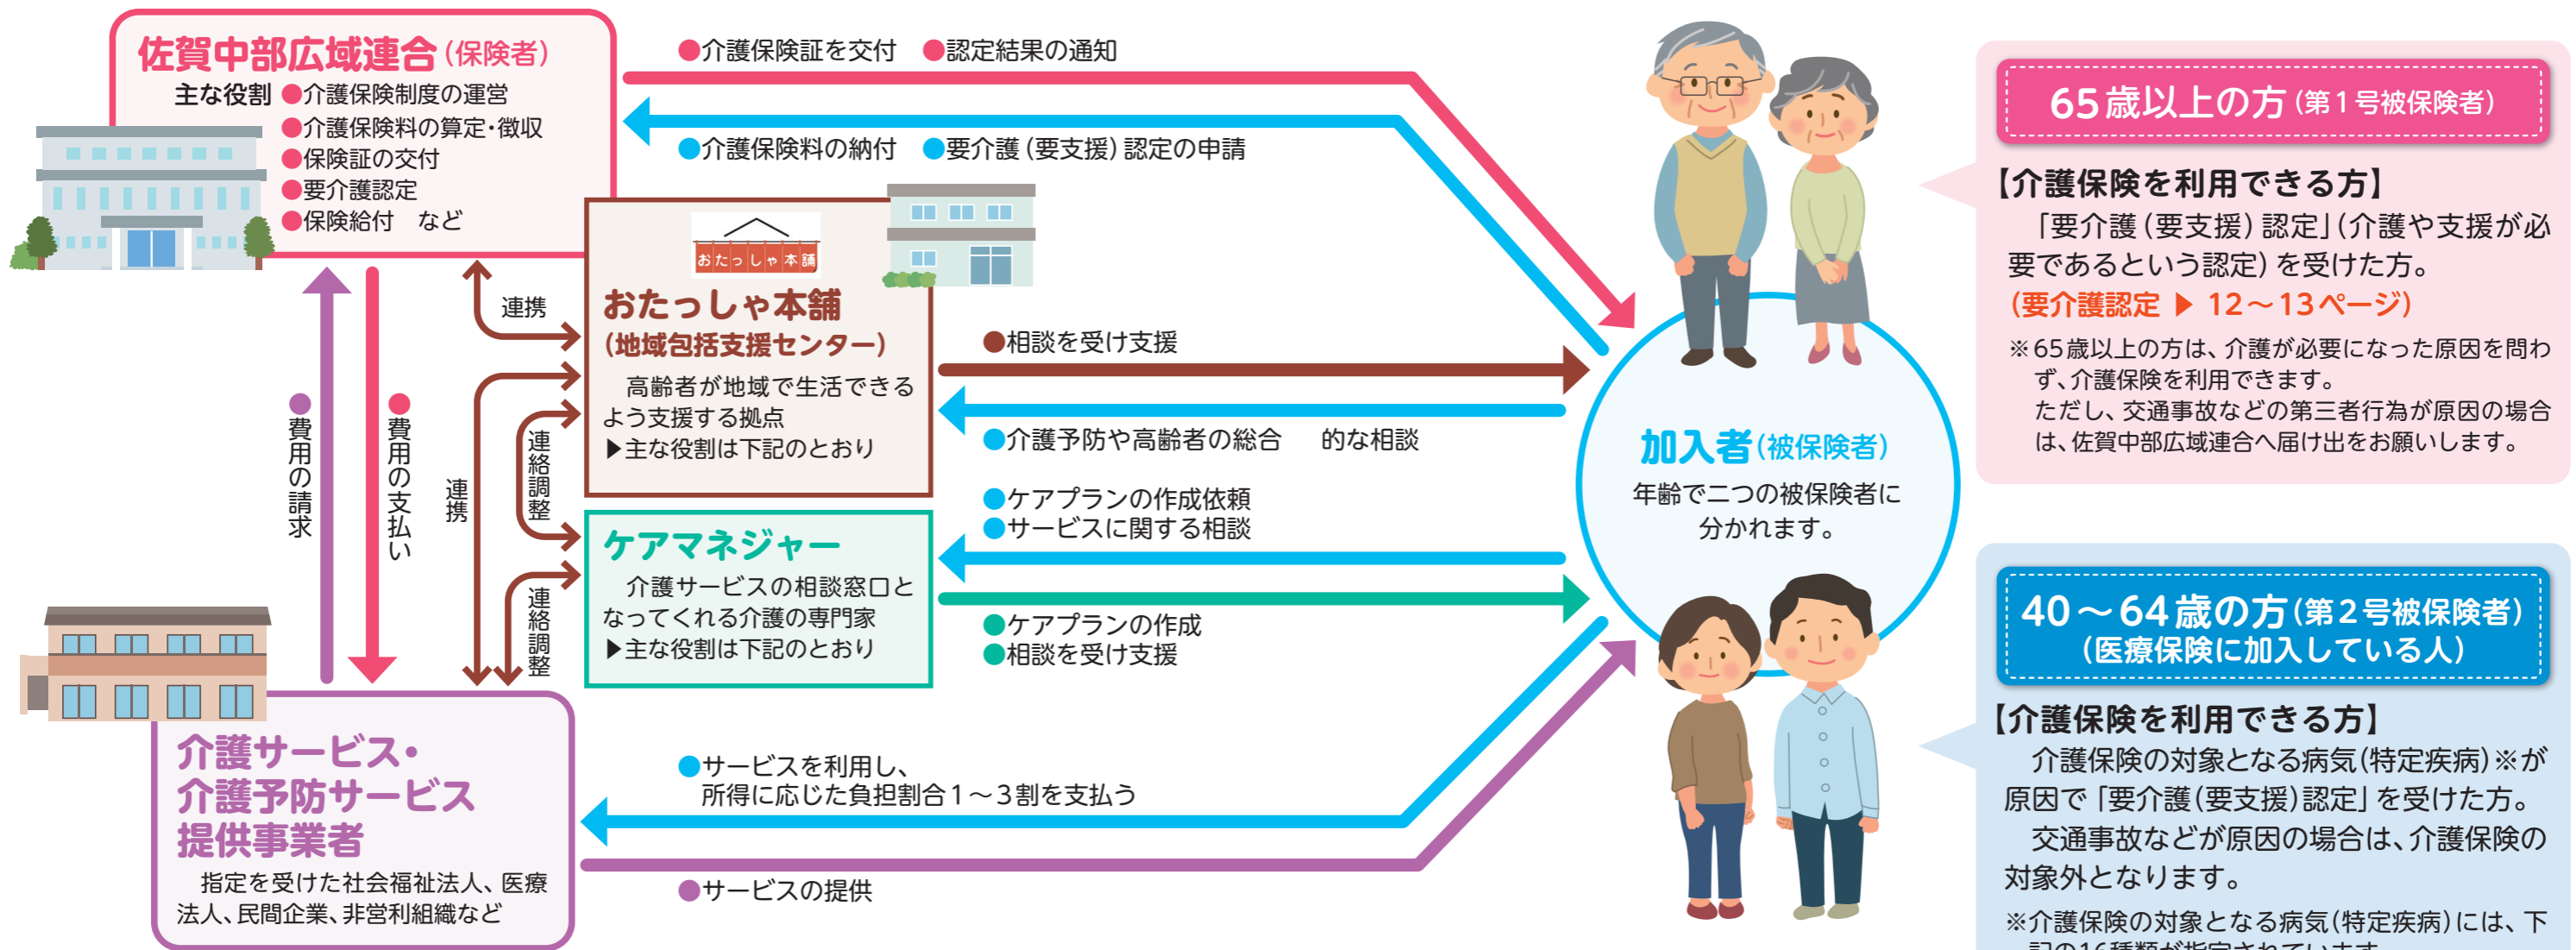 佐賀中部広域連合(保険者)
主な役割 ●介護保険制度の運営
●介護保険料の算定・徴収
●保険証の交付
●要介護認定
●保険給付　など
●介護保険証を交付　●認定結果の通知
●介護保険料の納付　●要介護(要支援)認定の申請
おたっしゃ本舗
おたっしゃ本舗
(地域包括支援センター)
高齢者が地域で生活できる
よう支援する拠点
▶主な役割は下記のとおり
連携
連携
連絡調整
連絡調整
●費用の請求
●費用の支払い
●相談を受け支援
●介護予防や高齢者の総合　的な相談
●ケアプランの作成依頼
●サービスに関する相談
ケアマネジャー
介護サービスの相談窓口と
なってくれる介護の専門家
▶主な役割は下記のとおり
●ケアプランの作成
●相談を受け支援
介護サービス・
介護予防サービス
提供事業者
指定を受けた社会福祉法人、医療
法人、民間企業、非営利組織など
●サービスを利用し、
所得に応じた負担割合1～3割を支払う
●サービスの提供
加入者(被保険者)
年齢で二つの被保険者に
分かれます。
65歳以上の方(第1号被保険者)
【介護保険を利用できる方】
「要介護(要支援)認定」(介護や支援が必
要であるという認定)を受けた方。
(要介護認定 ▶ 12～13ページ)
※65歳以上の方は、介護が必要になった原因を問わ
ず、介護保険を利用できます。
ただし、交通事故などの第三者行為が原因の場合
は、佐賀中部広域連合へ届け出をお願いします。
40～64歳の方(第2号被保険者)
(医療保険に加入している人)
【介護保険を利用できる方】
介護保険の対象となる病気(特定疾病)※が
原因で「要介護(要支援)認定」を受けた方。
交通事故などが原因の場合は、介護保険の
対象外となります。
※介護保険の対象となる病気(特定疾病)には、下
記の16種類が指定されています。